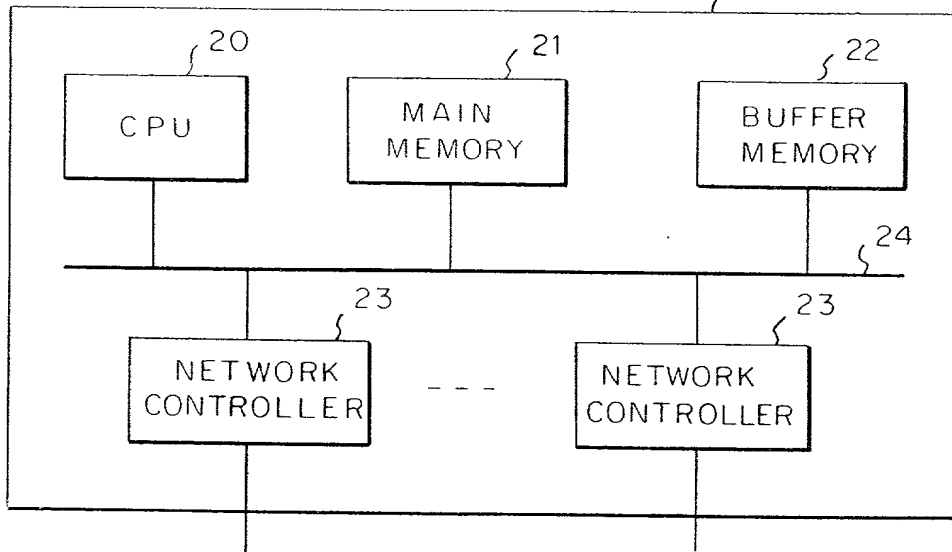 20
21
22
CPU
MAIN
MEMORY
BUFFER
MEMORY
24
23
23
NETWORK
CONTROLLER
- - -
NETWORK
CONTROLLER